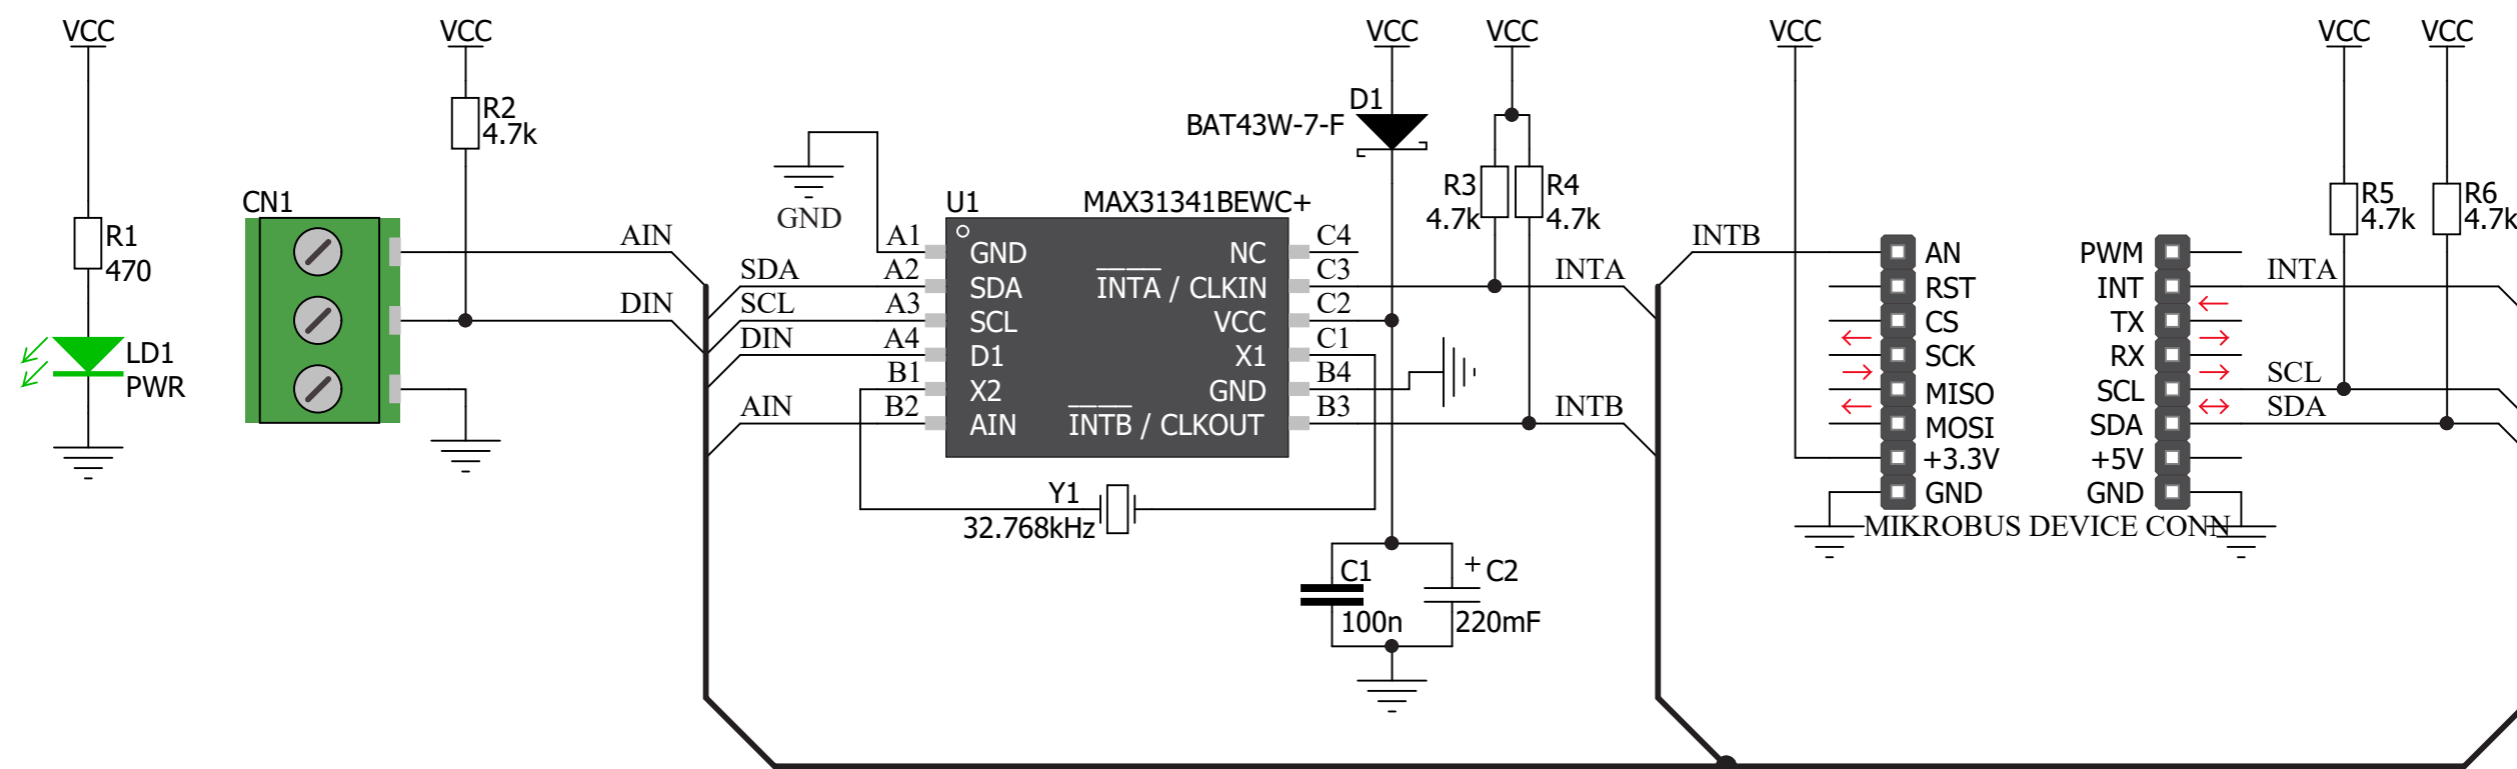 VCC
VCC
VCC
VCC
VCC
VCC
VCC
R1
470
LD1
PWR
R2
4.7k
CN1
AIN
DIN
GND
SDA
SCL
DIN
AIN
A1
A2
A3
A4
B1
B2
U1
MAX31341BEWC+
GND
SDA
SCL
D1
X2
AIN
NC
INTA / CLKIN
VCC
X1
GND
INTB / CLKOUT
C4
C3
C2
C1
B4
B3
Y1
32.768kHz
D1
BAT43W-7-F
R3
4.7k
R4
4.7k
INTA
INTB
C1
100n
+ C2
220mF
INTB
AN
RST
CS
SCK
MISO
MOSI
+3.3V
GND
PWM
INT
TX
RX
SCL
SDA
+5V
GND
MIKROBUS DEVICE CONN
INTA
SCL
SDA
R5
4.7k
R6
4.7k